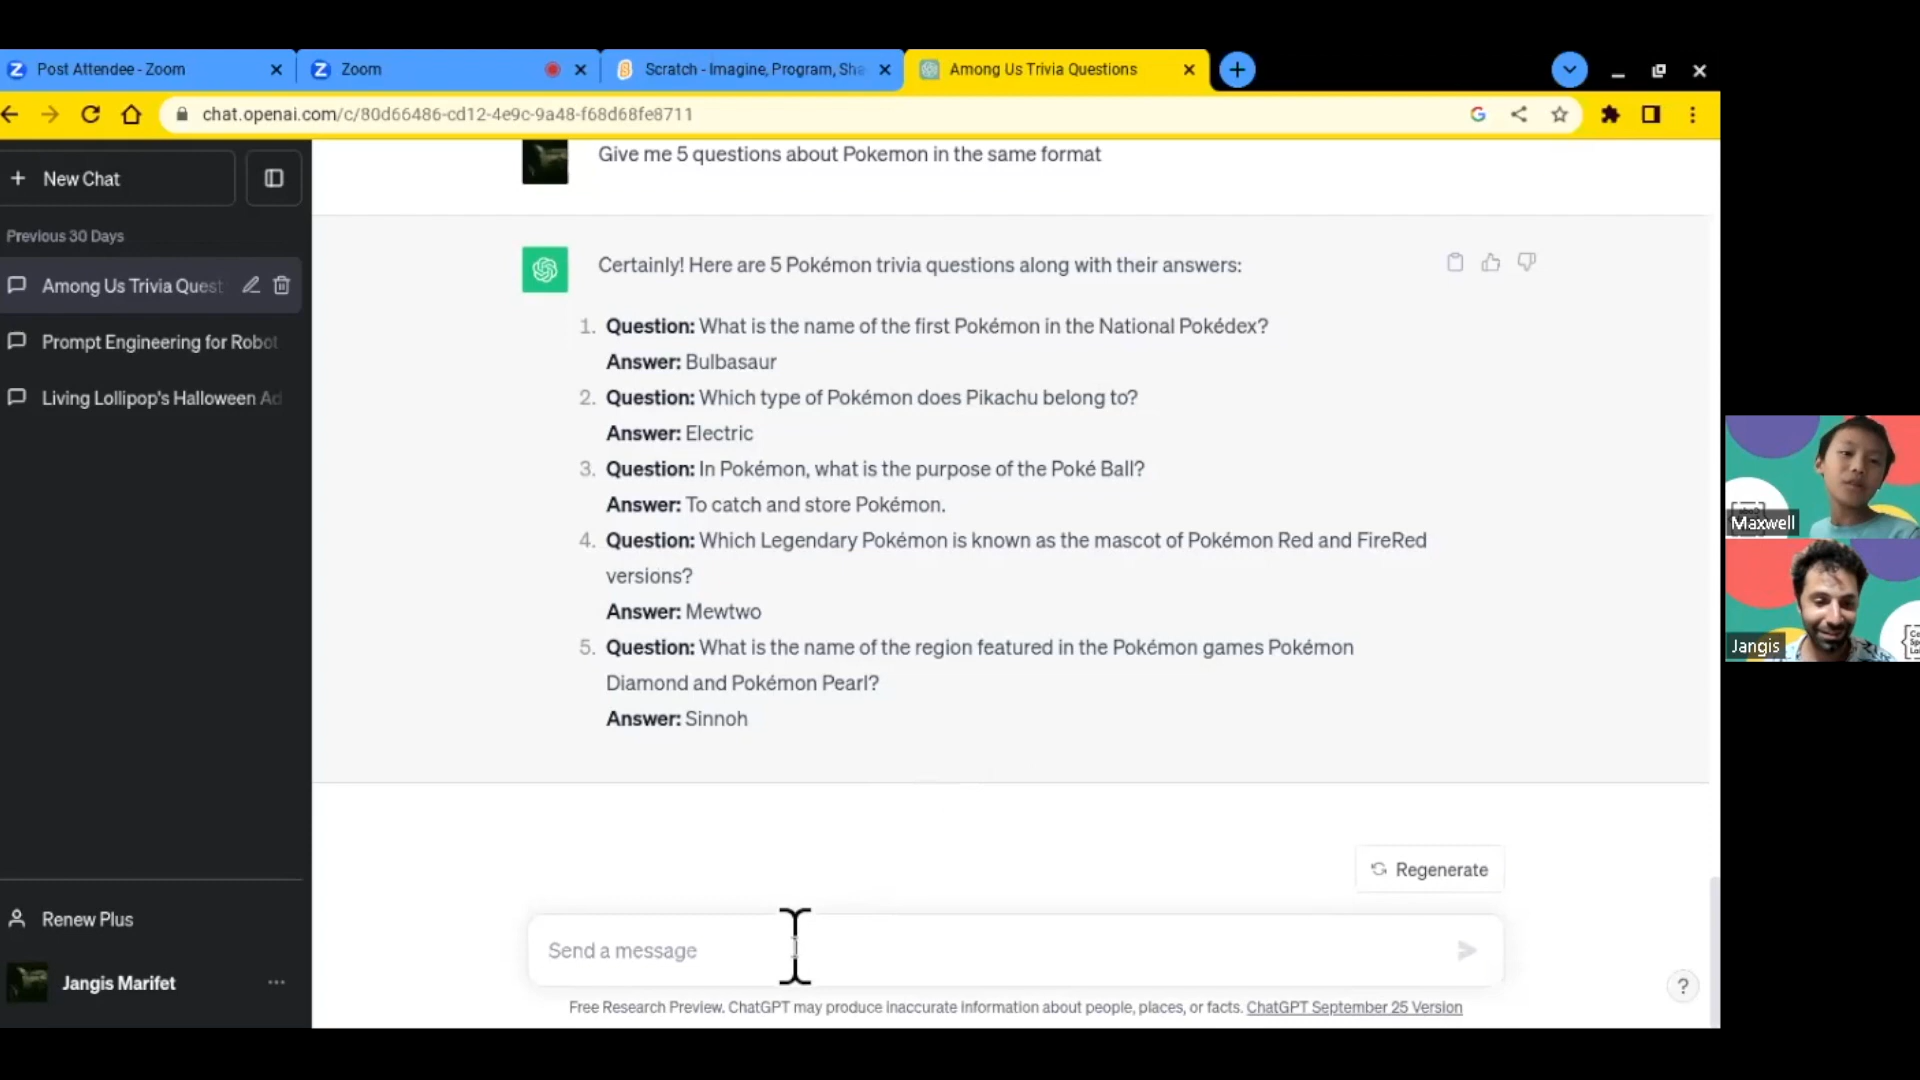 Post Attendee - Zoom
Zoom
Scratch - Imagine, Program, Sha
Among Us Trivia Questions
chat.openai.com/c/80d66486-cd12-4e9c-9a48-f68d68fe8711
New Chat
Previous 30 Days
Among Us Trivia Quest
Prompt Engineering for Robot
Living Lollipop's Halloween Ad
Renew Plus
Jangis Marifet
Give me 5 questions about Pokemon in the same format
Certainly! Here are 5 Pokémon trivia questions along with their answers:
1. Question: What is the name of the first Pokémon in the National Pokédex?
Answer: Bulbasaur
2. Question: Which type of Pokémon does Pikachu belong to?
Answer: Electric
3. Question: In Pokémon, what is the purpose of the Poké Ball?
Answer: To catch and store Pokémon.
4. Question: Which Legendary Pokémon is known as the mascot of Pokémon Red and FireRed
versions?
Answer: Mewtwo
5. Question: What is the name of the region featured in the Pokémon games Pokémon
Diamond and Pokémon Pearl?
Answer: Sinnoh
Regenerate
Send a message
Free Research Preview. ChatGPT may produce inaccurate information about people, places, or facts. ChatGPT September 25 Version
?
Maxwell
Jangis